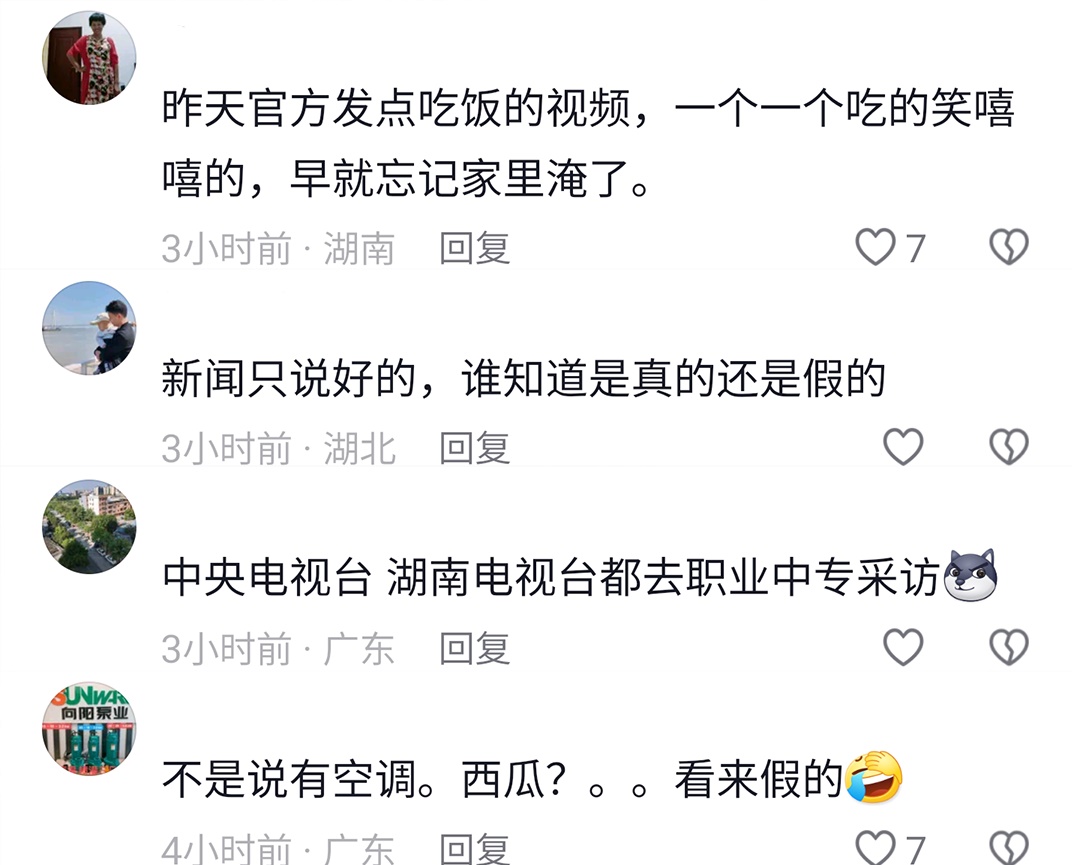 昨天官方发点吃饭的视频，一个一个吃的笑嘻
嘻的，早就忘记家里淹了。
3小时前 · 湖南 回复 7
新闻只说好的，谁知道是真的还是假的
3小时前 · 湖北 回复
中央电视台 湖南电视台都去职业中专采访
3小时前 · 广东 回复
SUNWAR
向阳泵业
不是说有空调。西瓜？。。看来假的
4小时前 · 广东 回复 7